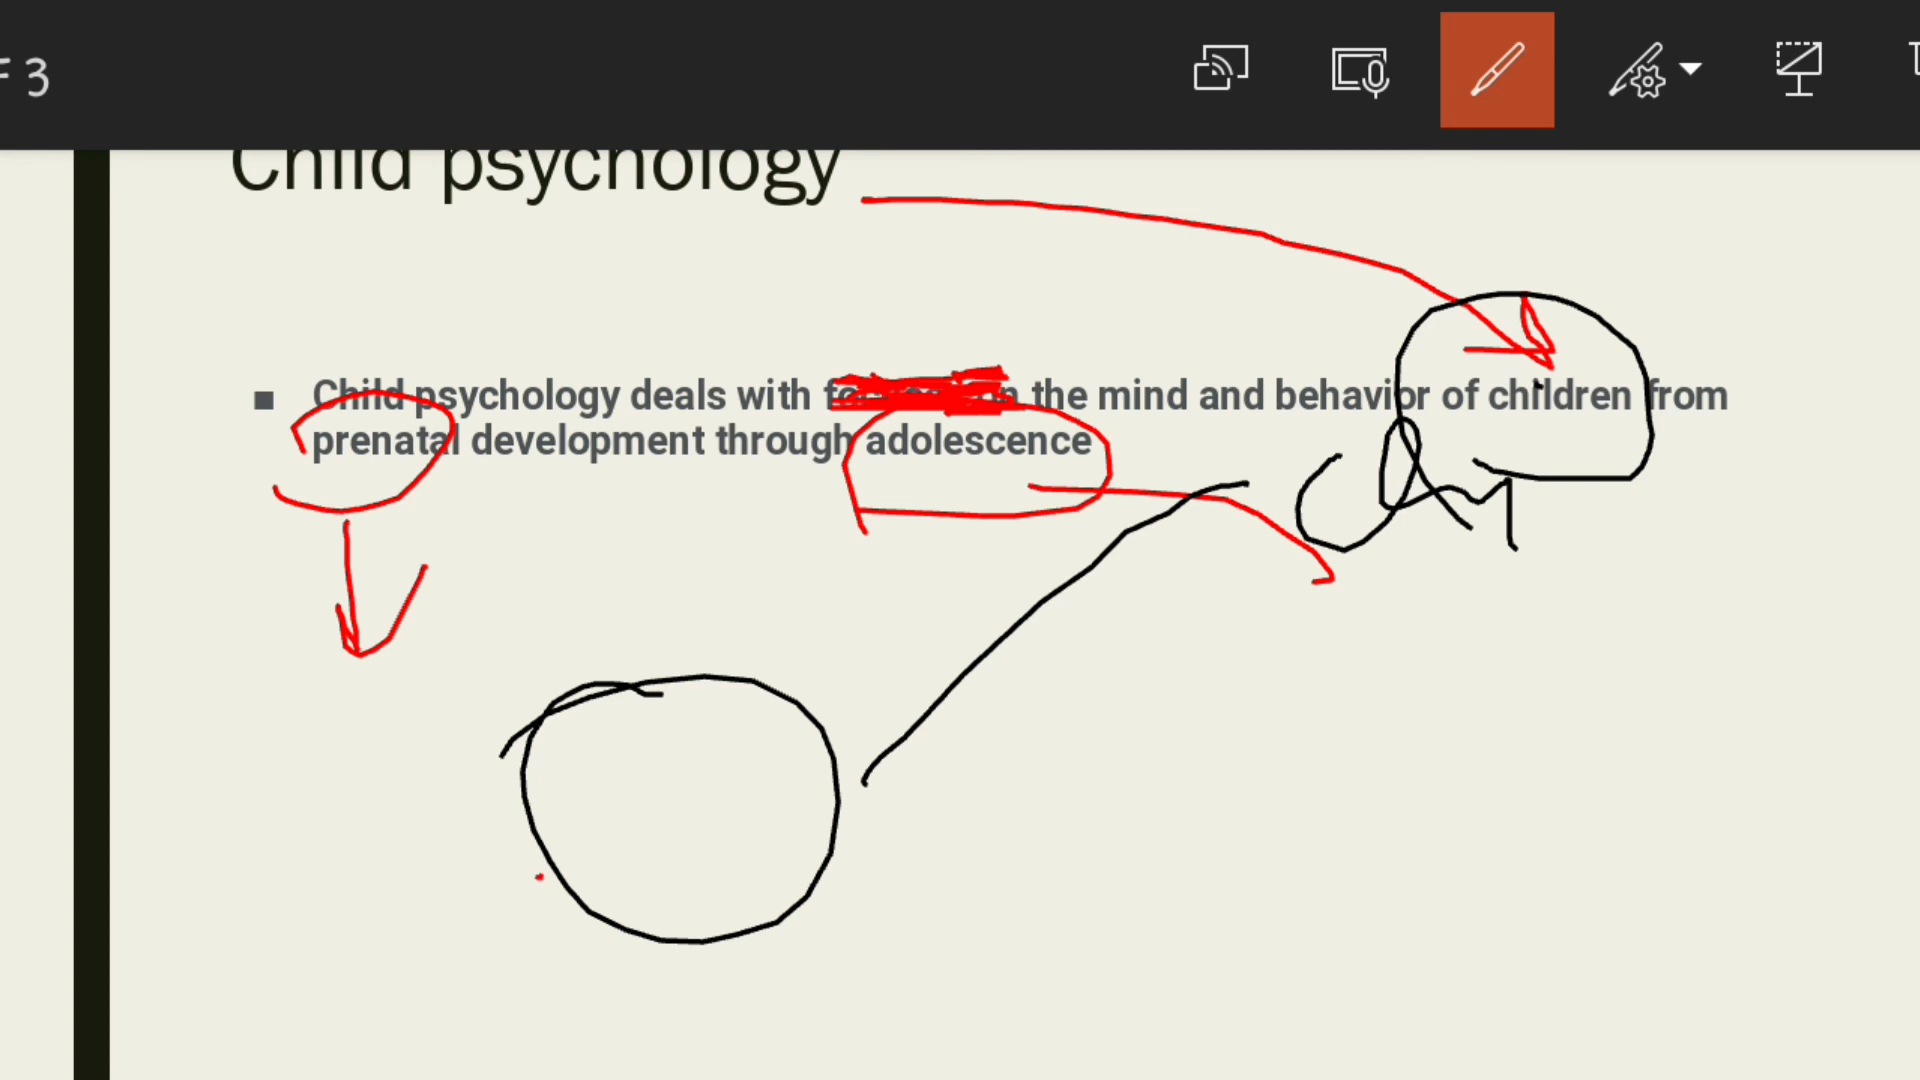 F 3
Child psychology
■ Child psychology deals with the mind and behavior of children from
prenatal development through adolescence